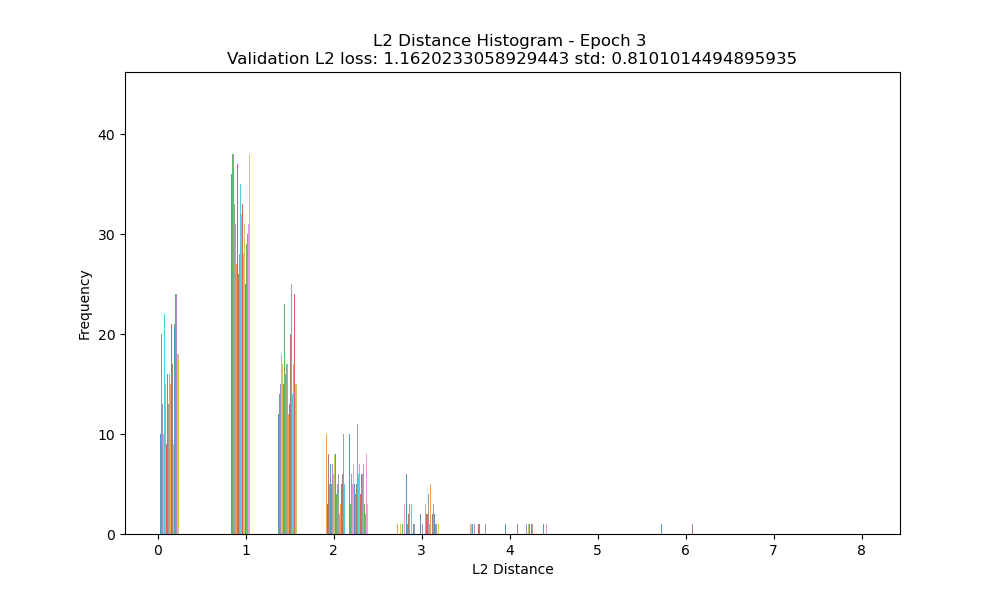 L2 Distance Histogram - Epoch 3
Validation L2 loss: 1.1620233058929443 std: 0.8101014494895935
Frequency
40
30
20
10
0
0 1 2 3 4 5 6 7 8
L2 Distance